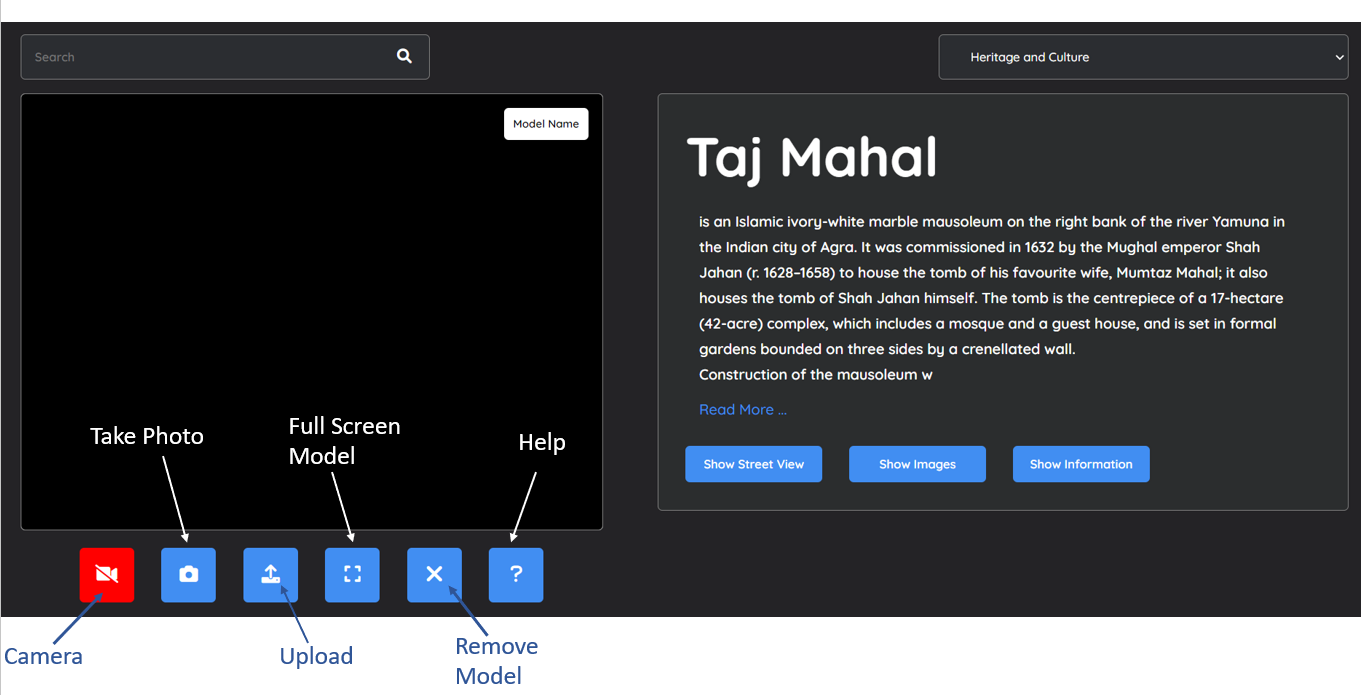 Search
Heritage and Culture
Model Name
Taj Mahal
is an Islamic ivory-white marble mausoleum on the right bank of the river Yamuna in
the Indian city of Agra. It was commissioned in 1632 by the Mughal emperor Shah
Jahan (r. 1628–1658) to house the tomb of his favourite wife, Mumtaz Mahal; it also
houses the tomb of Shah Jahan himself. The tomb is the centrepiece of a 17-hectare
(42-acre) complex, which includes a mosque and a guest house, and is set in formal
gardens bounded on three sides by a crenellated wall.
Construction of the mausoleum w
Read More ...
Show Street View
Show Images
Show Information
Take Photo
Full Screen
Model
Help
?
Camera
Upload
Remove
Model